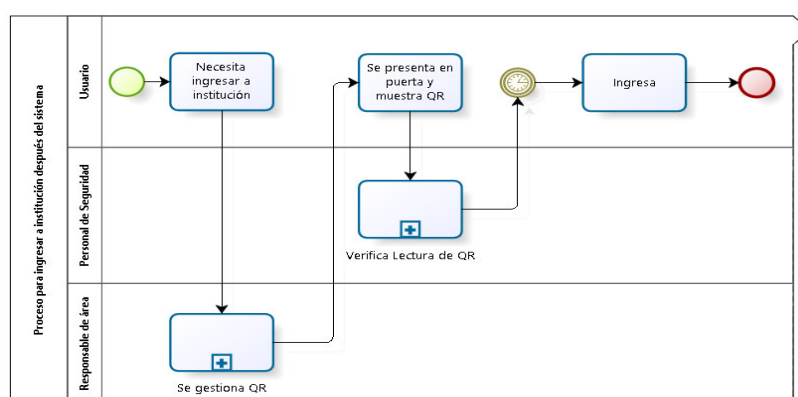 Proceso para ingresar a institución después del sistema
Usuario
Necesita
ingresar a
institución
Se presenta en
puerta y
muestra QR
Ingresa
Personal de Seguridad
Verifica Lectura de QR
Responsable de área
Se gestiona QR